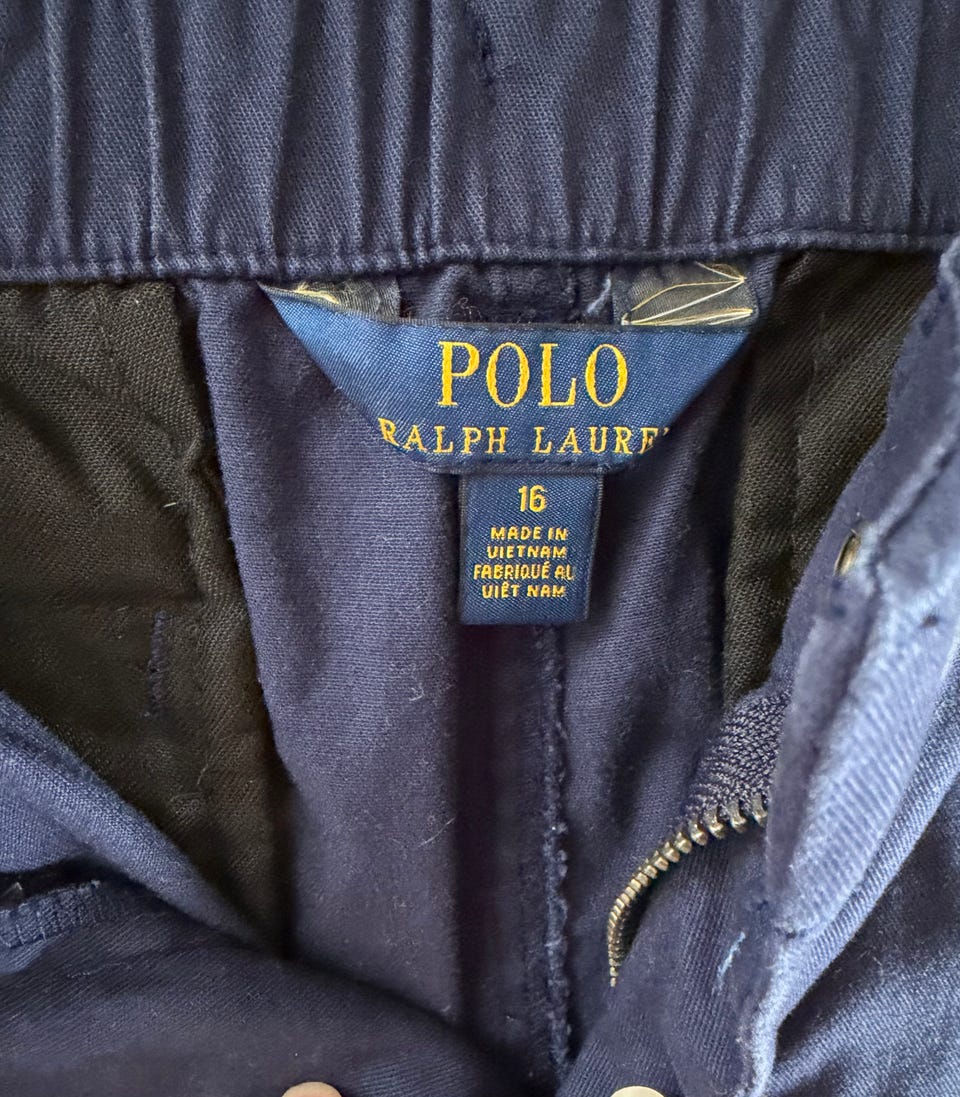 POLO
RALPH LAURE
16
MADE IN
VIETNAM
FABRIQUÉ AU
VIÊT NAM